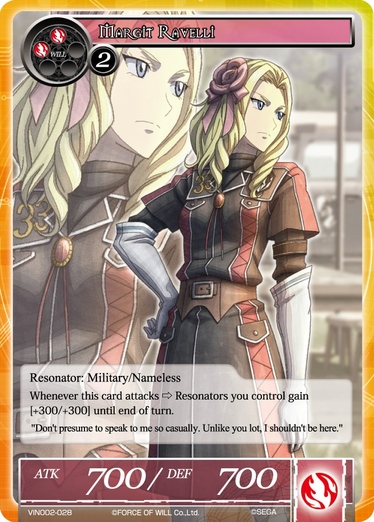 Margit Ravelli
WILL
2
33
Resonator: Military/Nameless
Whenever this card attacks ⇨ Resonators you control gain
[+300/+300] until end of turn.
"Don't presume to speak to me so casually. Unlike you lot, I shouldn't be here."
ATK 700 / DEF 700
VIN002-028 ©FORCE OF WILL Co.,Ltd. ©SEGA